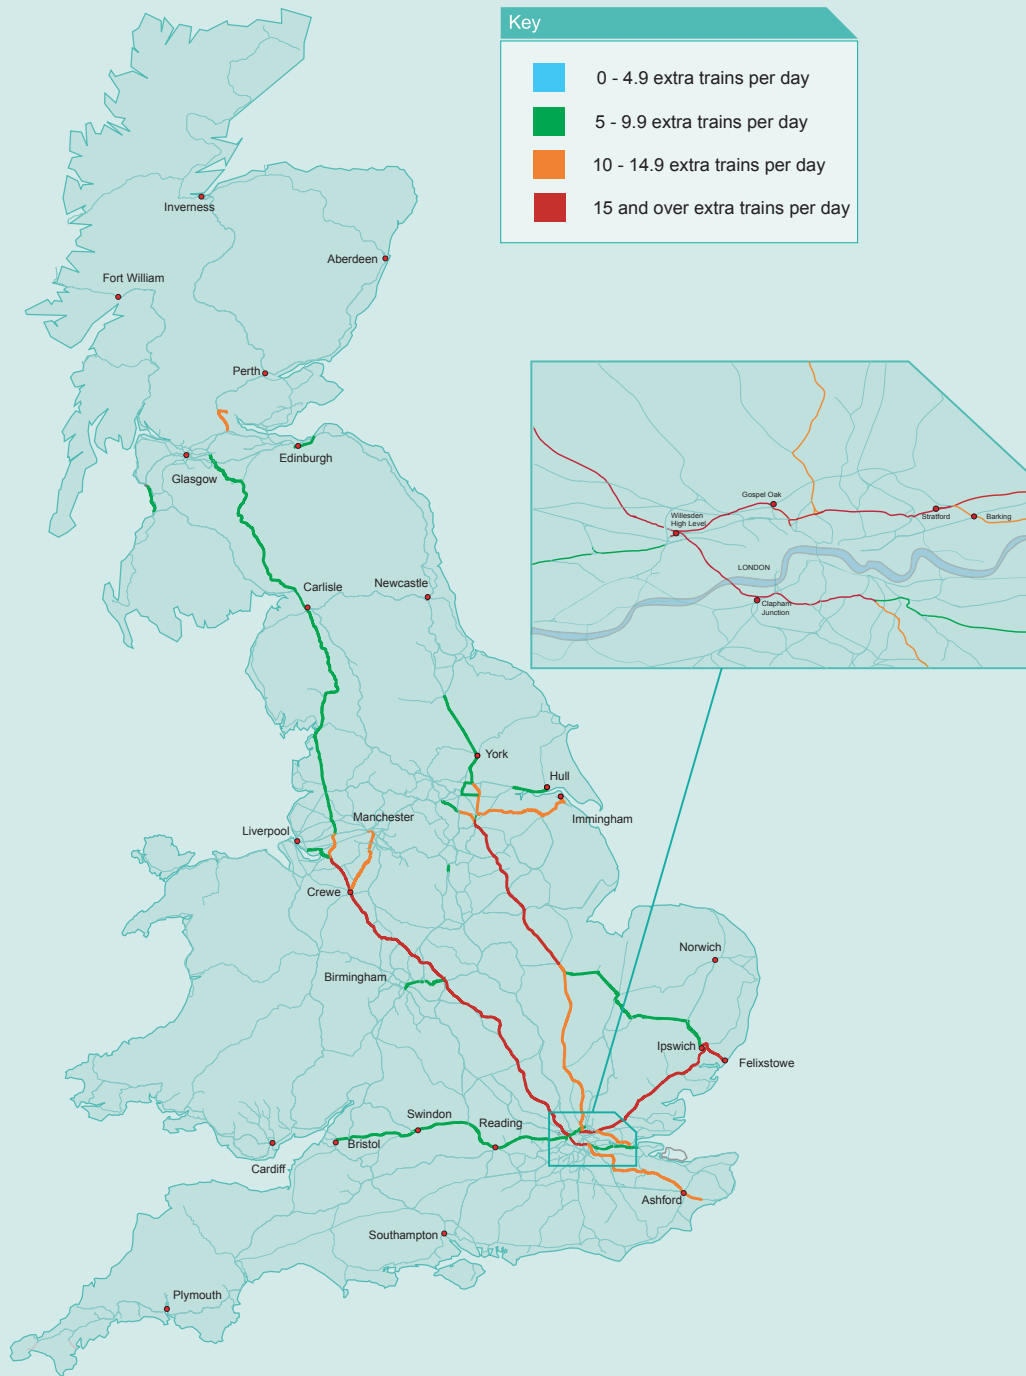 Key
0 - 4.9 extra trains per day
5 - 9.9 extra trains per day
10 - 14.9 extra trains per day
15 and over extra trains per day
Inverness
Aberdeen
Fort William
Perth
Edinburgh
Glasgow
Carlisle
Newcastle
York
Hull
Immingham
Manchester
Liverpool
Crewe
Norwich
Birmingham
Ipswich
Felixstowe
Swindon
Reading
Bristol
Cardiff
Ashford
Southampton
Plymouth
Gospel Oak
Willesden
High Level
Stratford
Barking
LONDON
Clapham
Junction